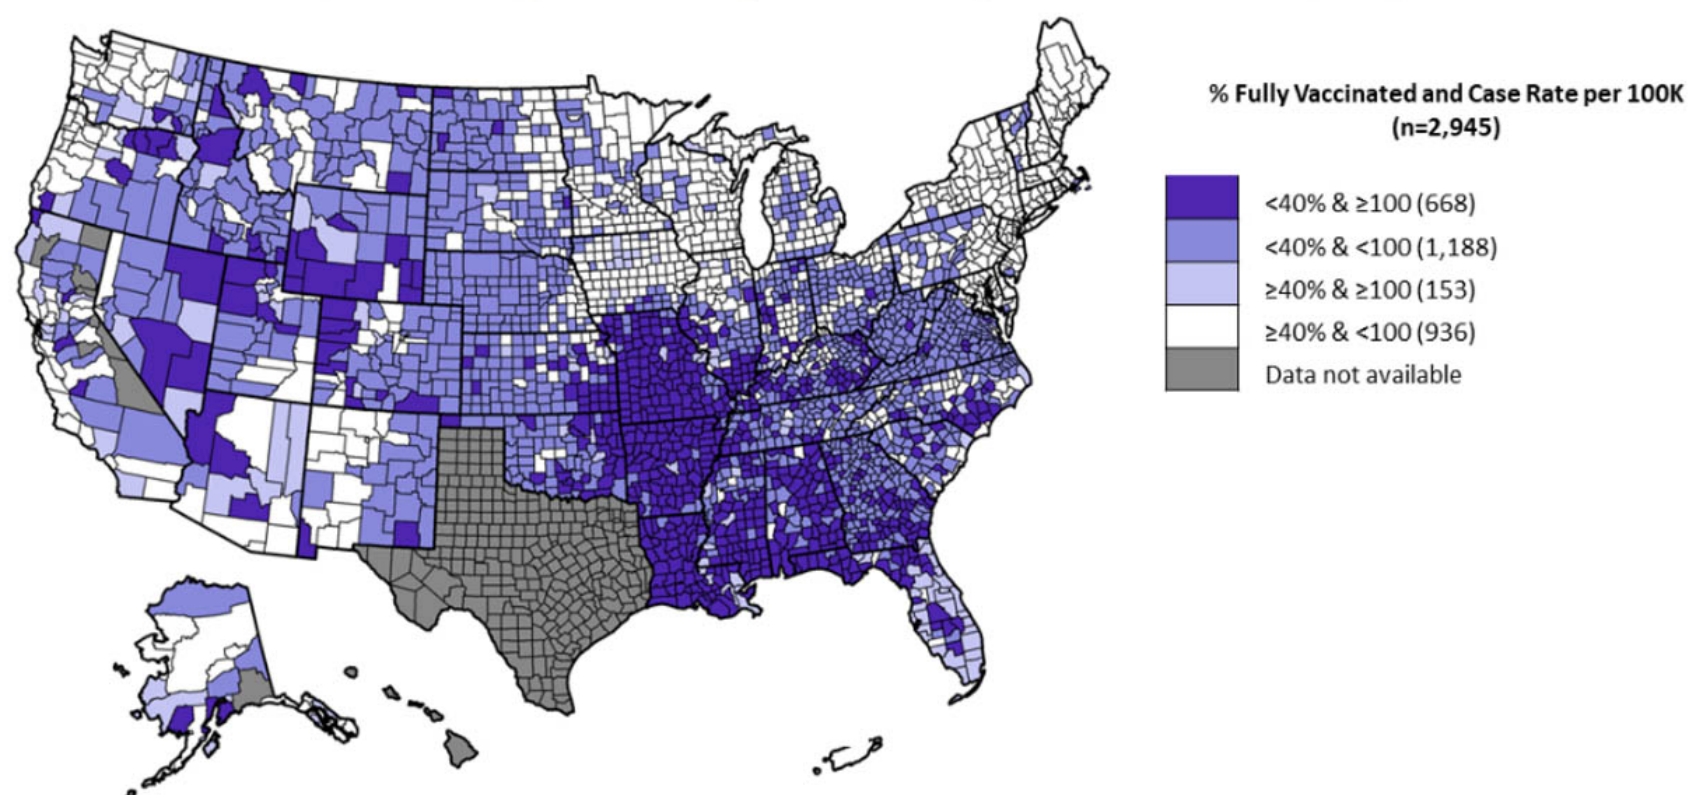 % Fully Vaccinated and Case Rate per 100K
(n=2,945)
<40% & ≥100 (668)
<40% & <100 (1,188)
≥40% & ≥100 (153)
≥40% & <100 (936)
Data not available